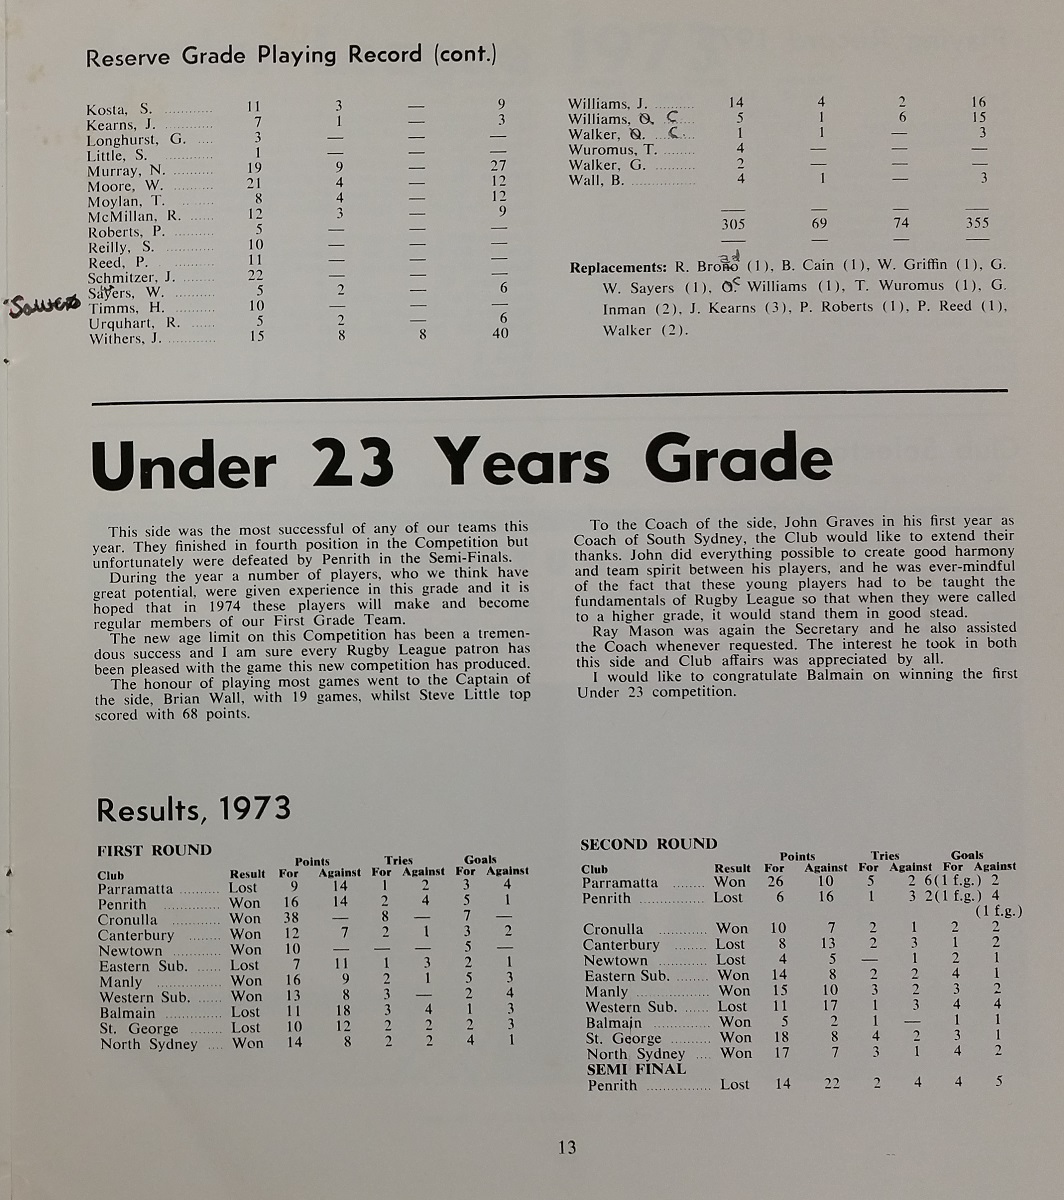 Reserve Grade Playing Record (cont.)
Kosta, S. ............ 11 3 — 9
Kearns, J. ............ 7 1 — 3
Longhurst, G. .... 3 — — —
Little, S. ............ 1 — — —
Murray, N. .......... 19 9 — 27
Moore, W. .......... 21 4 — 12
Moylan, T. .. ........ 8 4 — 12
McMillan, R. ...... 12 3 — 9
Roberts, P. .......... 5 — — —
Reilly, S. ............ 10 — — —
Reed, P. ............ 11 — — —
Schmitzer, J. ........ 22 — — —
Sayers, W. .......... 5 2 — 6
Timms, H. .......... 10 — — —
Urquhart, R. ........ 5 2 — 6
Withers, J. ............ 15 8 8 40
Williams, J. .......... 14 4 2 16
Williams, O. C 5 1 6 15
Walker, O. ... C ..... 1 1 — 3
Wuromus, T. ........ 4 — — —
Walker, G. .......... 2 — — —
Wall, B. ................ 4 1 — 3
305 69 74 355
Replacements: R. Brono (1), B. Cain (1), W. Griffin (1), G.
ad
W. Sayers (1), O. C Williams (1), T. Wuromus (1), G.
Inman (2), J. Kearns (3), P. Roberts (1), P. Reed (1),
Walker (2).
Under 23 Years Grade
This side was the most successful of any of our teams this
year. They finished in fourth position in the Competition but
unfortunately were defeated by Penrith in the Semi-Finals.
During the year a number of players, who we think have
great potential, were given experience in this grade and it is
hoped that in 1974 these players will make and become
regular members of our First Grade Team.
The new age limit on this Competition has been a tremen-
dous success and I am sure every Rugby League patron has
been pleased with the game this new competition has produced.
The honour of playing most games went to the Captain of
the side, Brian Wall, with 19 games, whilst Steve Little top
scored with 68 points.
To the Coach of the side, John Graves in his first year as
Coach of South Sydney, the Club would like to extend their
thanks. John did everything possible to create good harmony
and team spirit between his players, and he was ever-mindful
of the fact that these young players had to be taught the
fundamentals of Rugby League so that when they were called
to a higher grade, it would stand them in good stead.
Ray Mason was again the Secretary and he also assisted
the Coach whenever requested. The interest he took in both
this side and Club affairs was appreciated by all.
I would like to congratulate Balmain on winning the first
Under 23 competition.
Results, 1973
FIRST ROUND
Points Tries Goals
Club Result For Against For Against For Against
Parramatta .......... Lost 9 14 1 2 3 4
Penrith .............. Won 16 14 2 4 5 1
Cronulla .............. Won 38 — 8 — 7 —
Canterbury ........ Won 12 7 2 1 3 2
Newtown ............ Won 10 — — — 5 —
Eastern Sub. ...... Lost 7 11 1 3 2 1
Manly ................ Won 16 9 2 1 5 3
Western Sub. ...... Won 13 8 3 — 2 4
Balmain .............. Lost 11 18 3 4 1 3
St. George ........ Lost 10 12 2 2 2 3
North Sydney .... Won 14 8 2 2 4 1
SECOND ROUND
Points Tries Goals
Club Result For Against For Against For Against
Parramatta ........ Won 26 10 5 2 6(1 f.g.) 2
Penrith ................ Lost 6 16 1 3 2(1 f.g.) 4
(1 f.g.)
Cronulla .............. Won 10 7 2 1 2 2
Canterbury .......... Lost 8 13 2 3 1 2
Newtown ............ Lost 4 5 — 1 2 1
Eastern Sub. ........ Won 14 8 2 2 4 1
Manly .................. Won 15 10 3 2 3 2
Western Sub. ...... Lost 11 17 1 3 4 4
Balmain .............. Won 5 2 1 — 1 1
St. George .......... Won 18 8 4 2 3 1
North Sydney .... Won 17 7 3 1 4 2
SEMI FINAL
Penrith ................ Lost 14 22 2 4 4 5
13